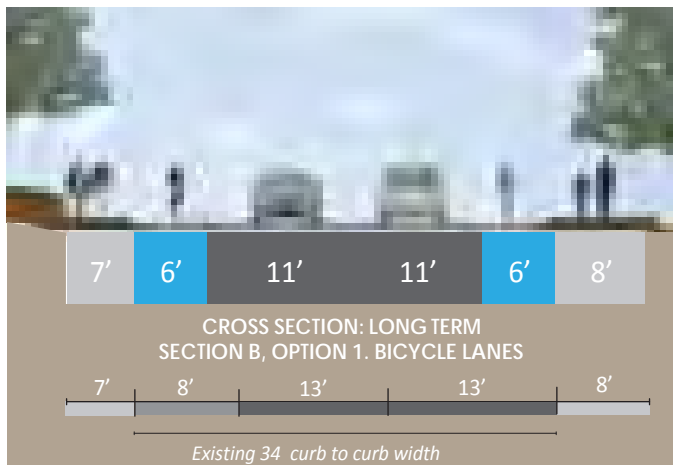 7’ 6’ 11’ 11’ 6’ 8’
CROSS SECTION: LONG TERM
SECTION B, OPTION 1. BICYCLE LANES
7’ 8’ 13’ 13’ 8’
Existing 34 curb to curb width